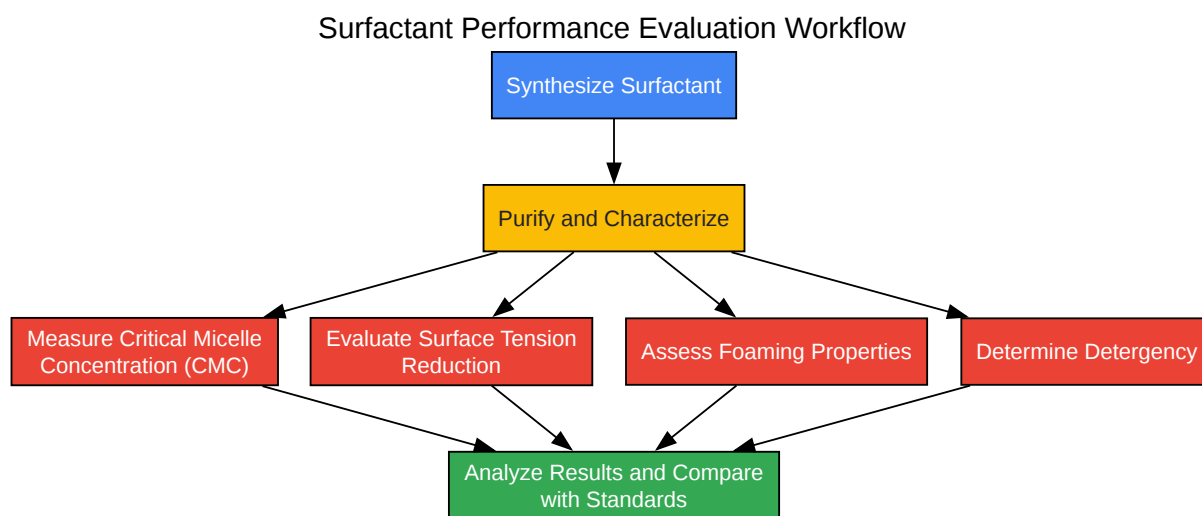 Surfactant Performance Evaluation Workflow
Synthesize Surfactant
Purify and Characterize
Measure Critical Micelle
Concentration (CMC)
Evaluate Surface Tension
Reduction
Assess Foaming Properties
Determine Detergency
Analyze Results and Compare
with Standards